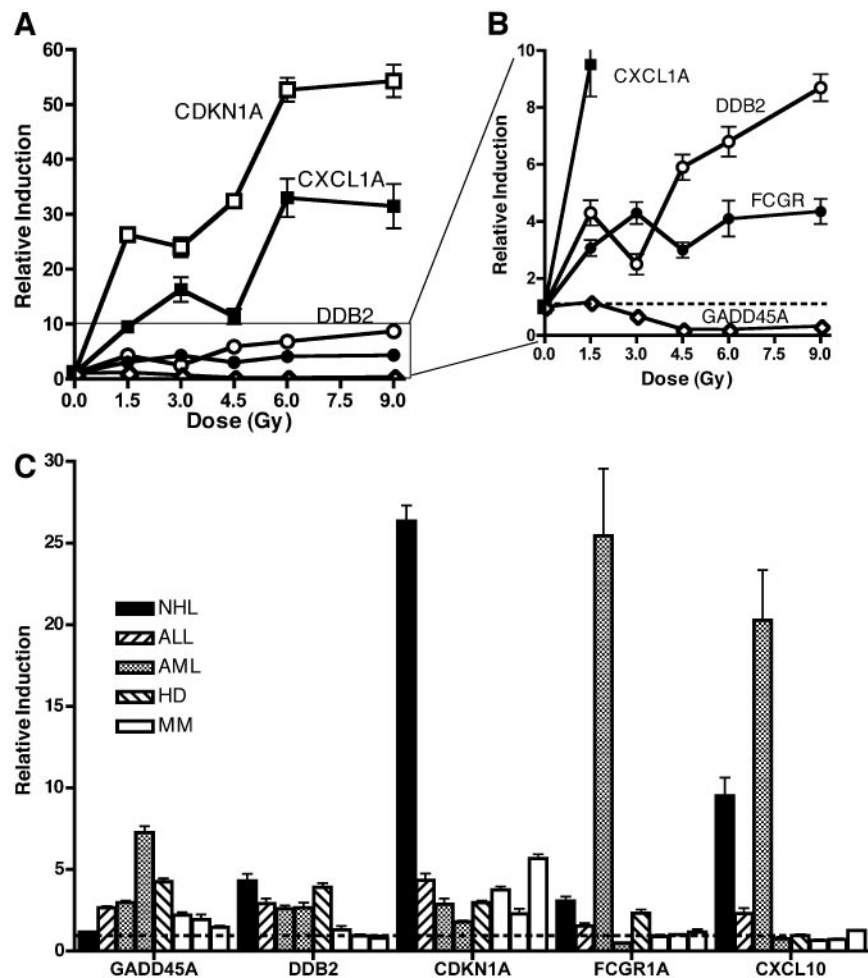 A
Relative Induction
60
50
40
30
20
10
0
CDKN1A
CXCL1A
DDB2
0.0 1.5 3.0 4.5 6.0 7.5 9.0
Dose (Gy)
B
Relative Induction
10
8
6
4
2
0
CXCL1A
DDB2
FCGR
GADD45A
0.0 1.5 3.0 4.5 6.0 7.5 9.0
Dose (Gy)
C
Relative Induction
30
25
20
15
10
5
0
NHL
ALL
AML
HD
MM
GADD45A DDB2 CDKN1A FCGR1A CXCL10